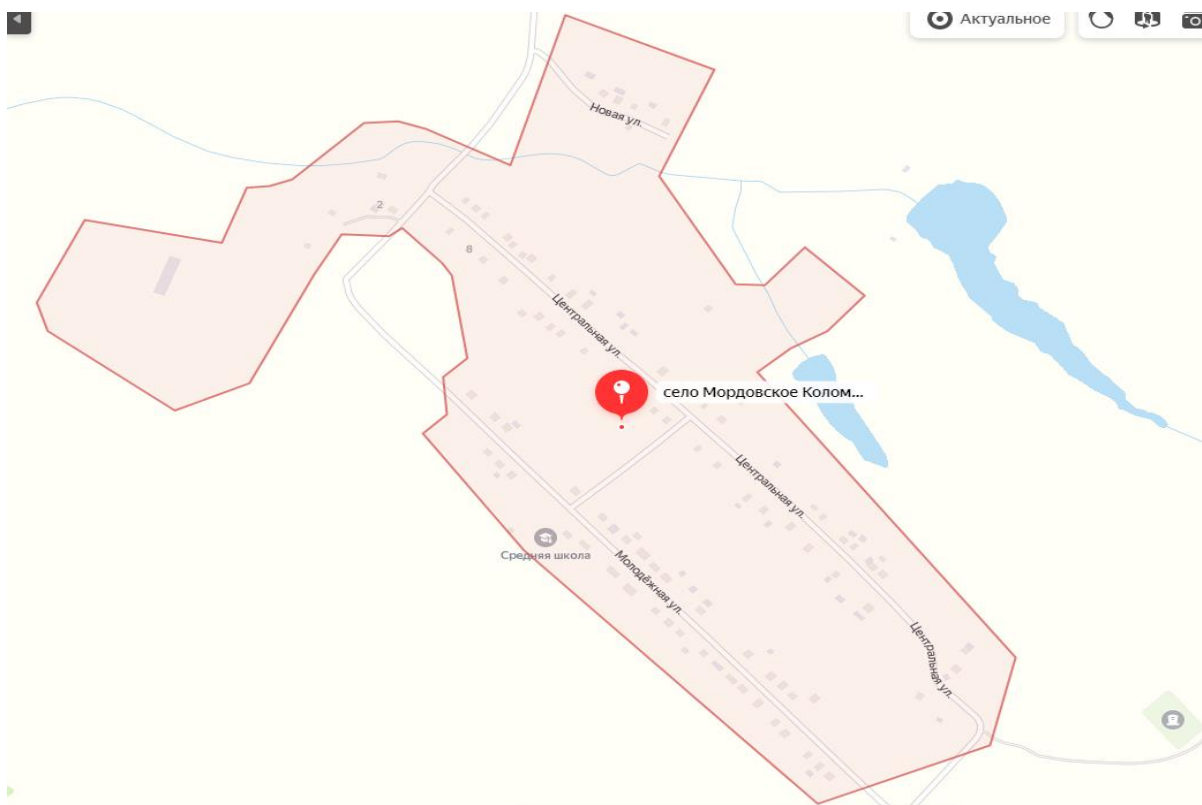 Актуальное
Новая ул.
2
8
Центральная ул.
село Мордовское Колом...
Центральная ул.
Средняя школа
Молодёжная ул.
Центральная ул.